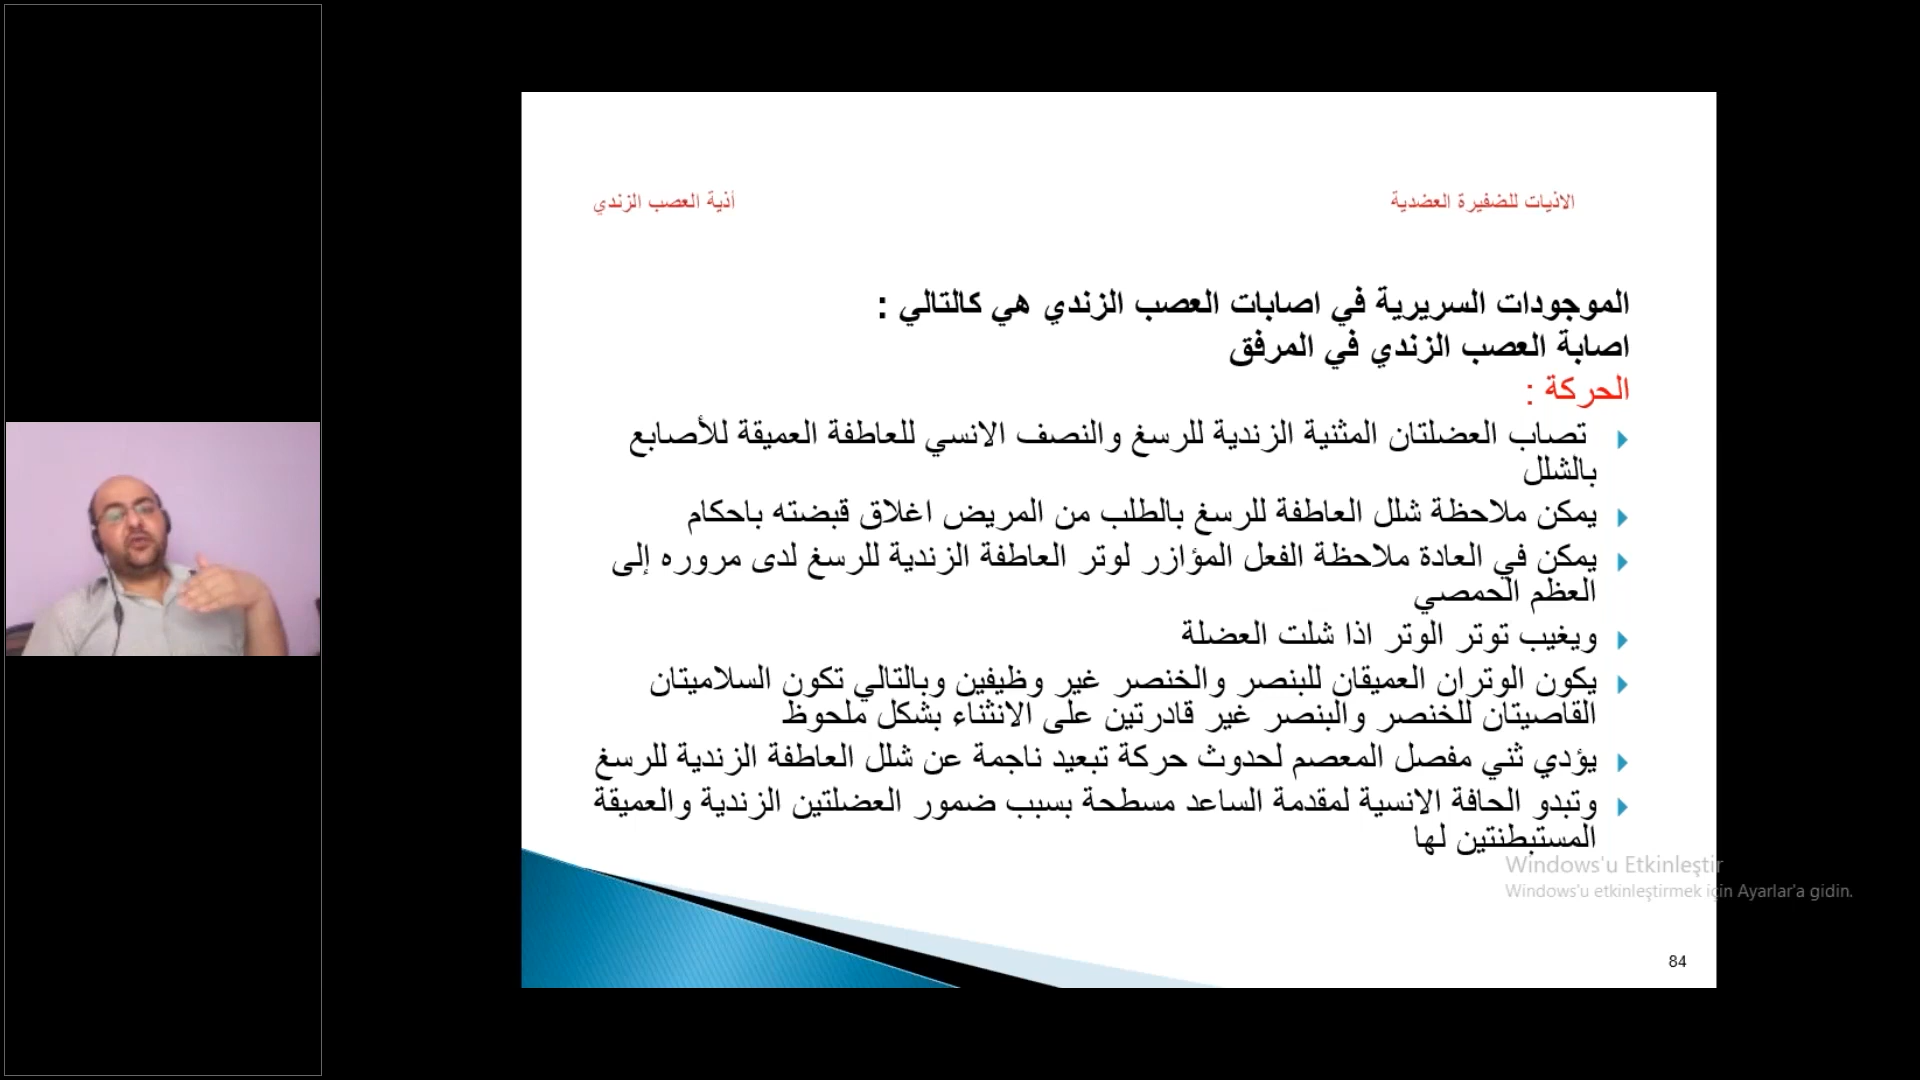 الاذيات للضفيرة العضدية
أذية العصب الزندي
الموجودات السريرية في اصابات العصب الزندي هي كالتالي :
اصابة العصب الزندي في المرفق
الحركة :
تصاب العضلتان المثنية الزندية للرسغ والنصف الانسي للعاطفة العميقة للأصابع
بالشلل
يمكن ملاحظة شلل العاطفة للرسغ بالطلب من المريض اغلاق قبضته باحكام
يمكن في العادة ملاحظة الفعل المؤازر لوتر العاطفة الزندية للرسغ لدى مروره إلى
العظم الحمصي
ويغيب توتر الوتر اذا شلت العضلة
يكون الوتران العميقان للبنصر والخنصر غير وظيفين وبالتالي تكون السلاميتان
القاصيتان للخنصر والبنصر غير قادرتين على الانثناء بشكل ملحوظ
يؤدي ثني مفصل المعصم لحدوث حركة تبعيد ناجمة عن شلل العاطفة الزندية للرسغ
وتبدو الحافة الانسية لمقدمة الساعد مسطحة بسبب ضمور العضلتين الزندية والعميقة
المستبطنتين لها
Windows'u Etkinleştir
Windows'u etkinleştirmek için Ayarlar'a gidin.
84